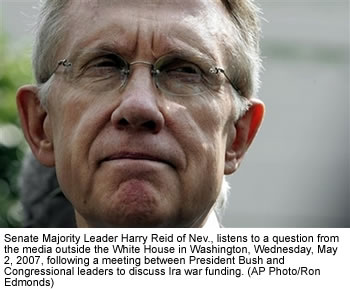 Senate Majority Leader Harry Reid of Nev., listens to a question from
the media outside the White House in Washington, Wednesday, May
2, 2007, following a meeting between President Bush and
Congressional leaders to discuss Ira war funding. (AP Photo/Ron
Edmonds)